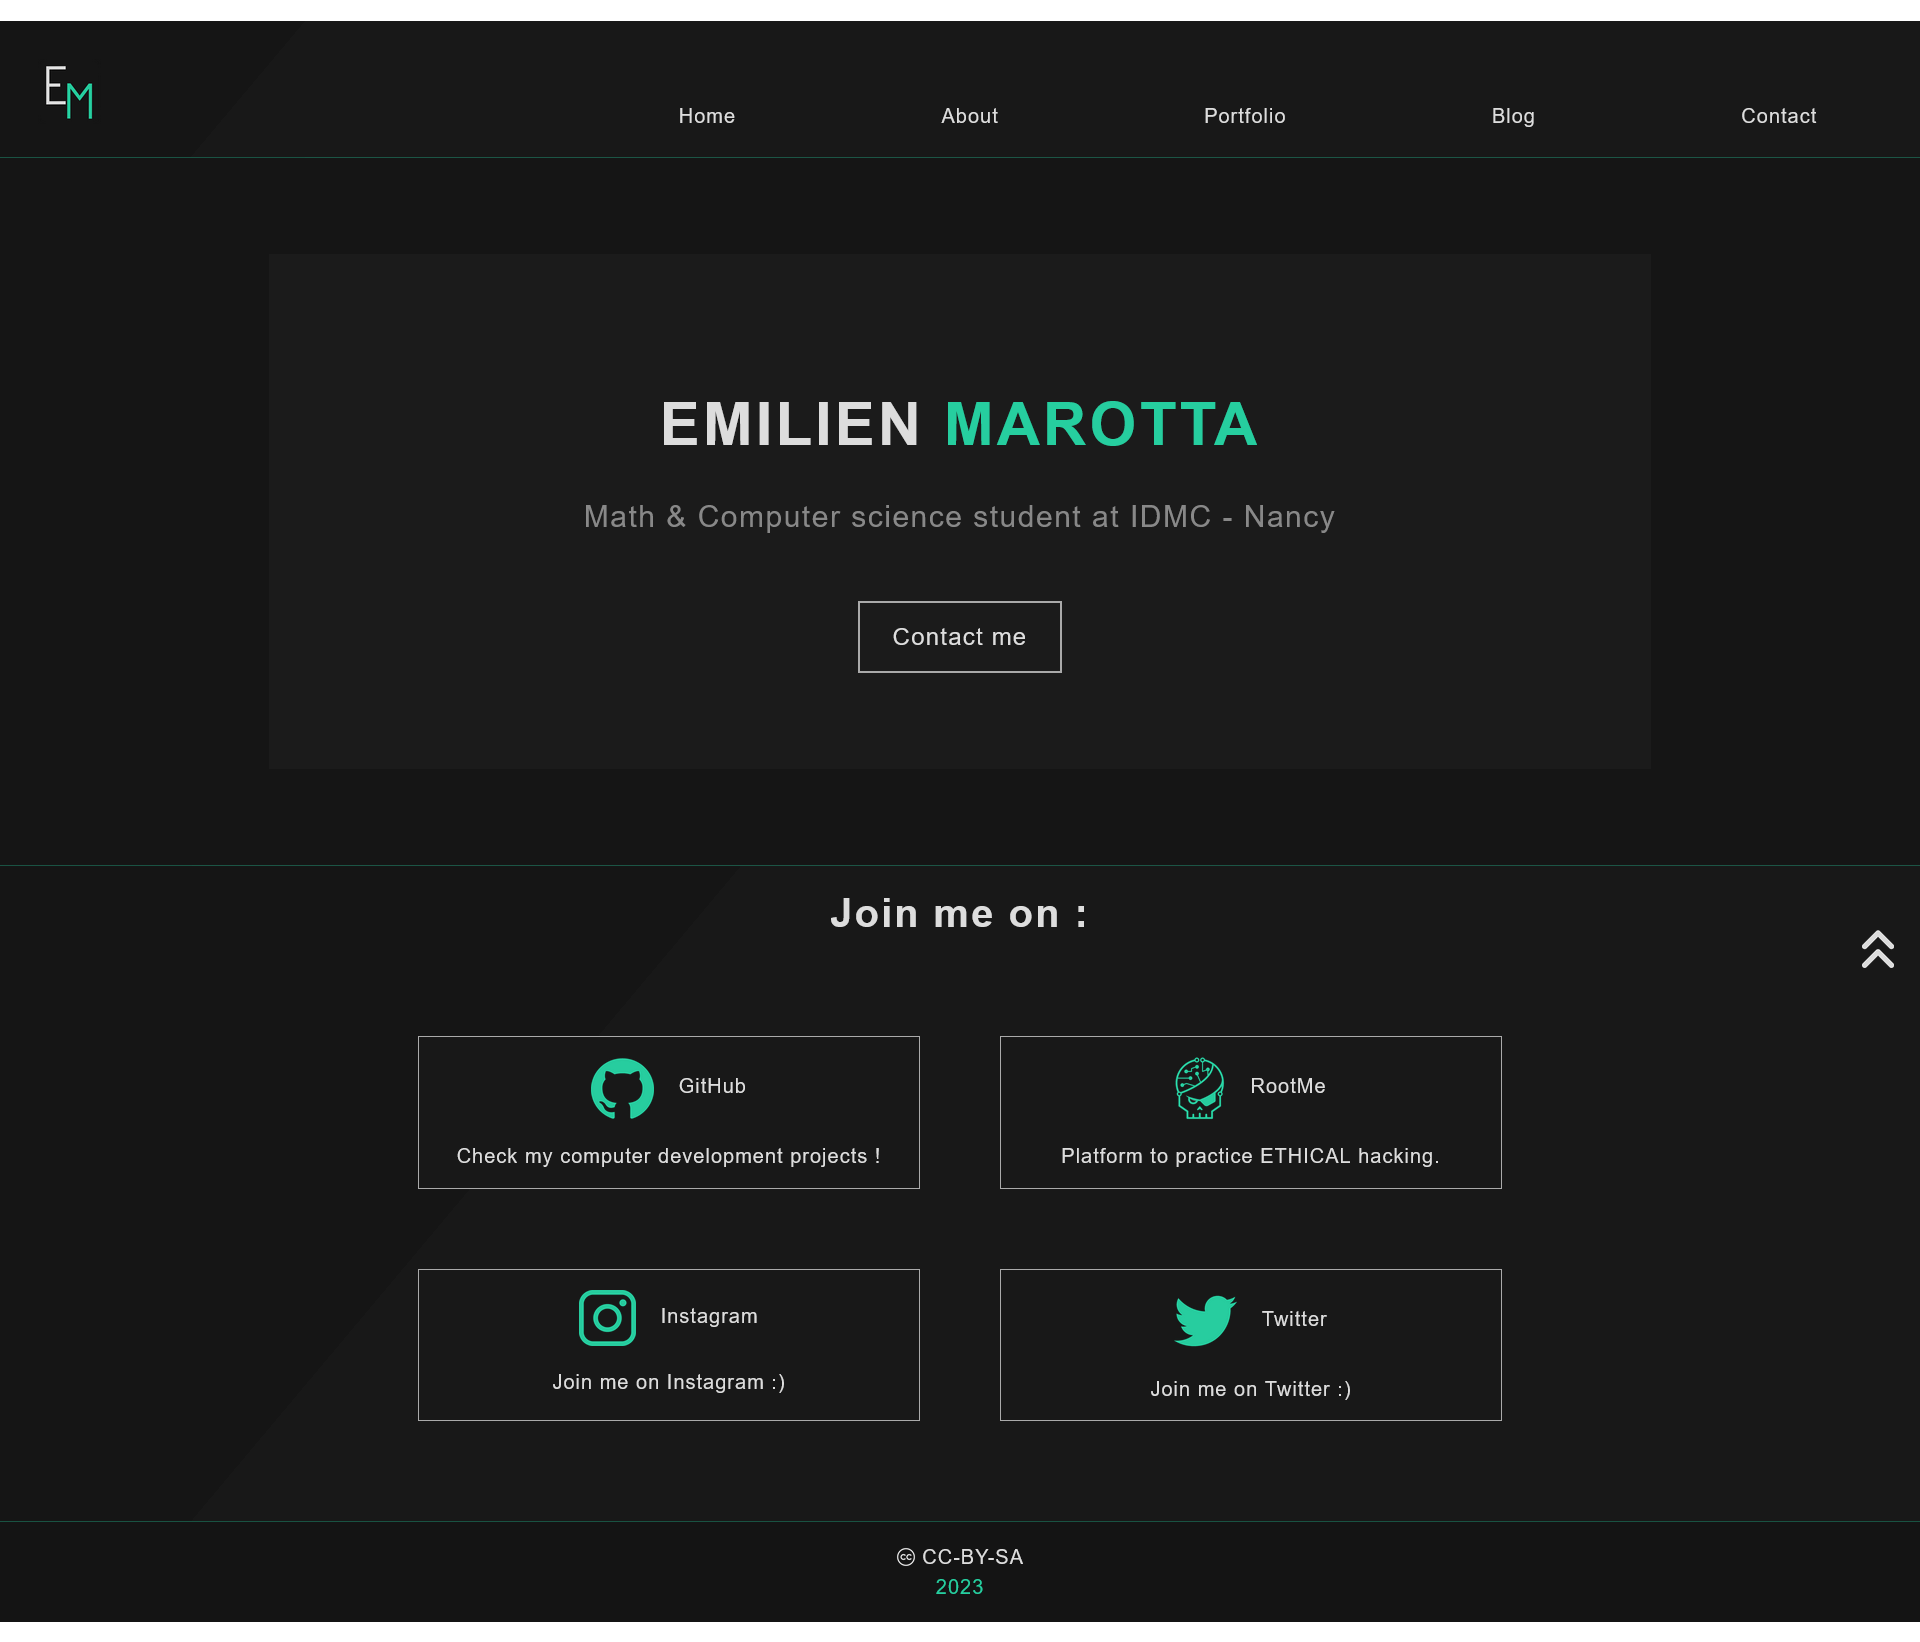 EM
Home About Portfolio Blog Contact
EMILIEN MAROTTA
Math & Computer science student at IDMC - Nancy
Contact me
Join me on :
GitHub
Check my computer development projects !
RootMe
Platform to practice ETHICAL hacking.
Instagram
Join me on Instagram :)
Twitter
Join me on Twitter :)
🅭 CC-BY-SA
2023